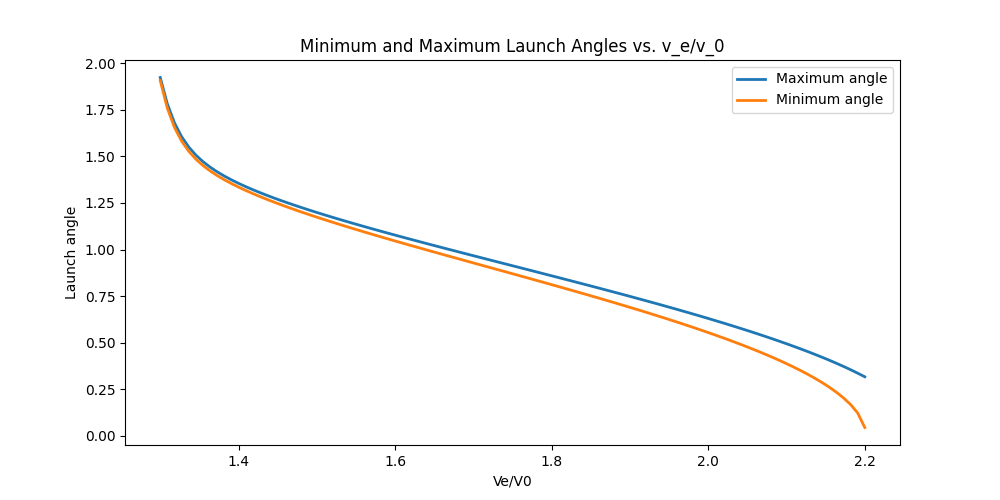 Minimum and Maximum Launch Angles vs. v_e/v_0
Maximum angle
Minimum angle
Launch angle
2.00
1.75
1.50
1.25
1.00
0.75
0.50
0.25
0.00
1.4 1.6 1.8 2.0 2.2
Ve/V0